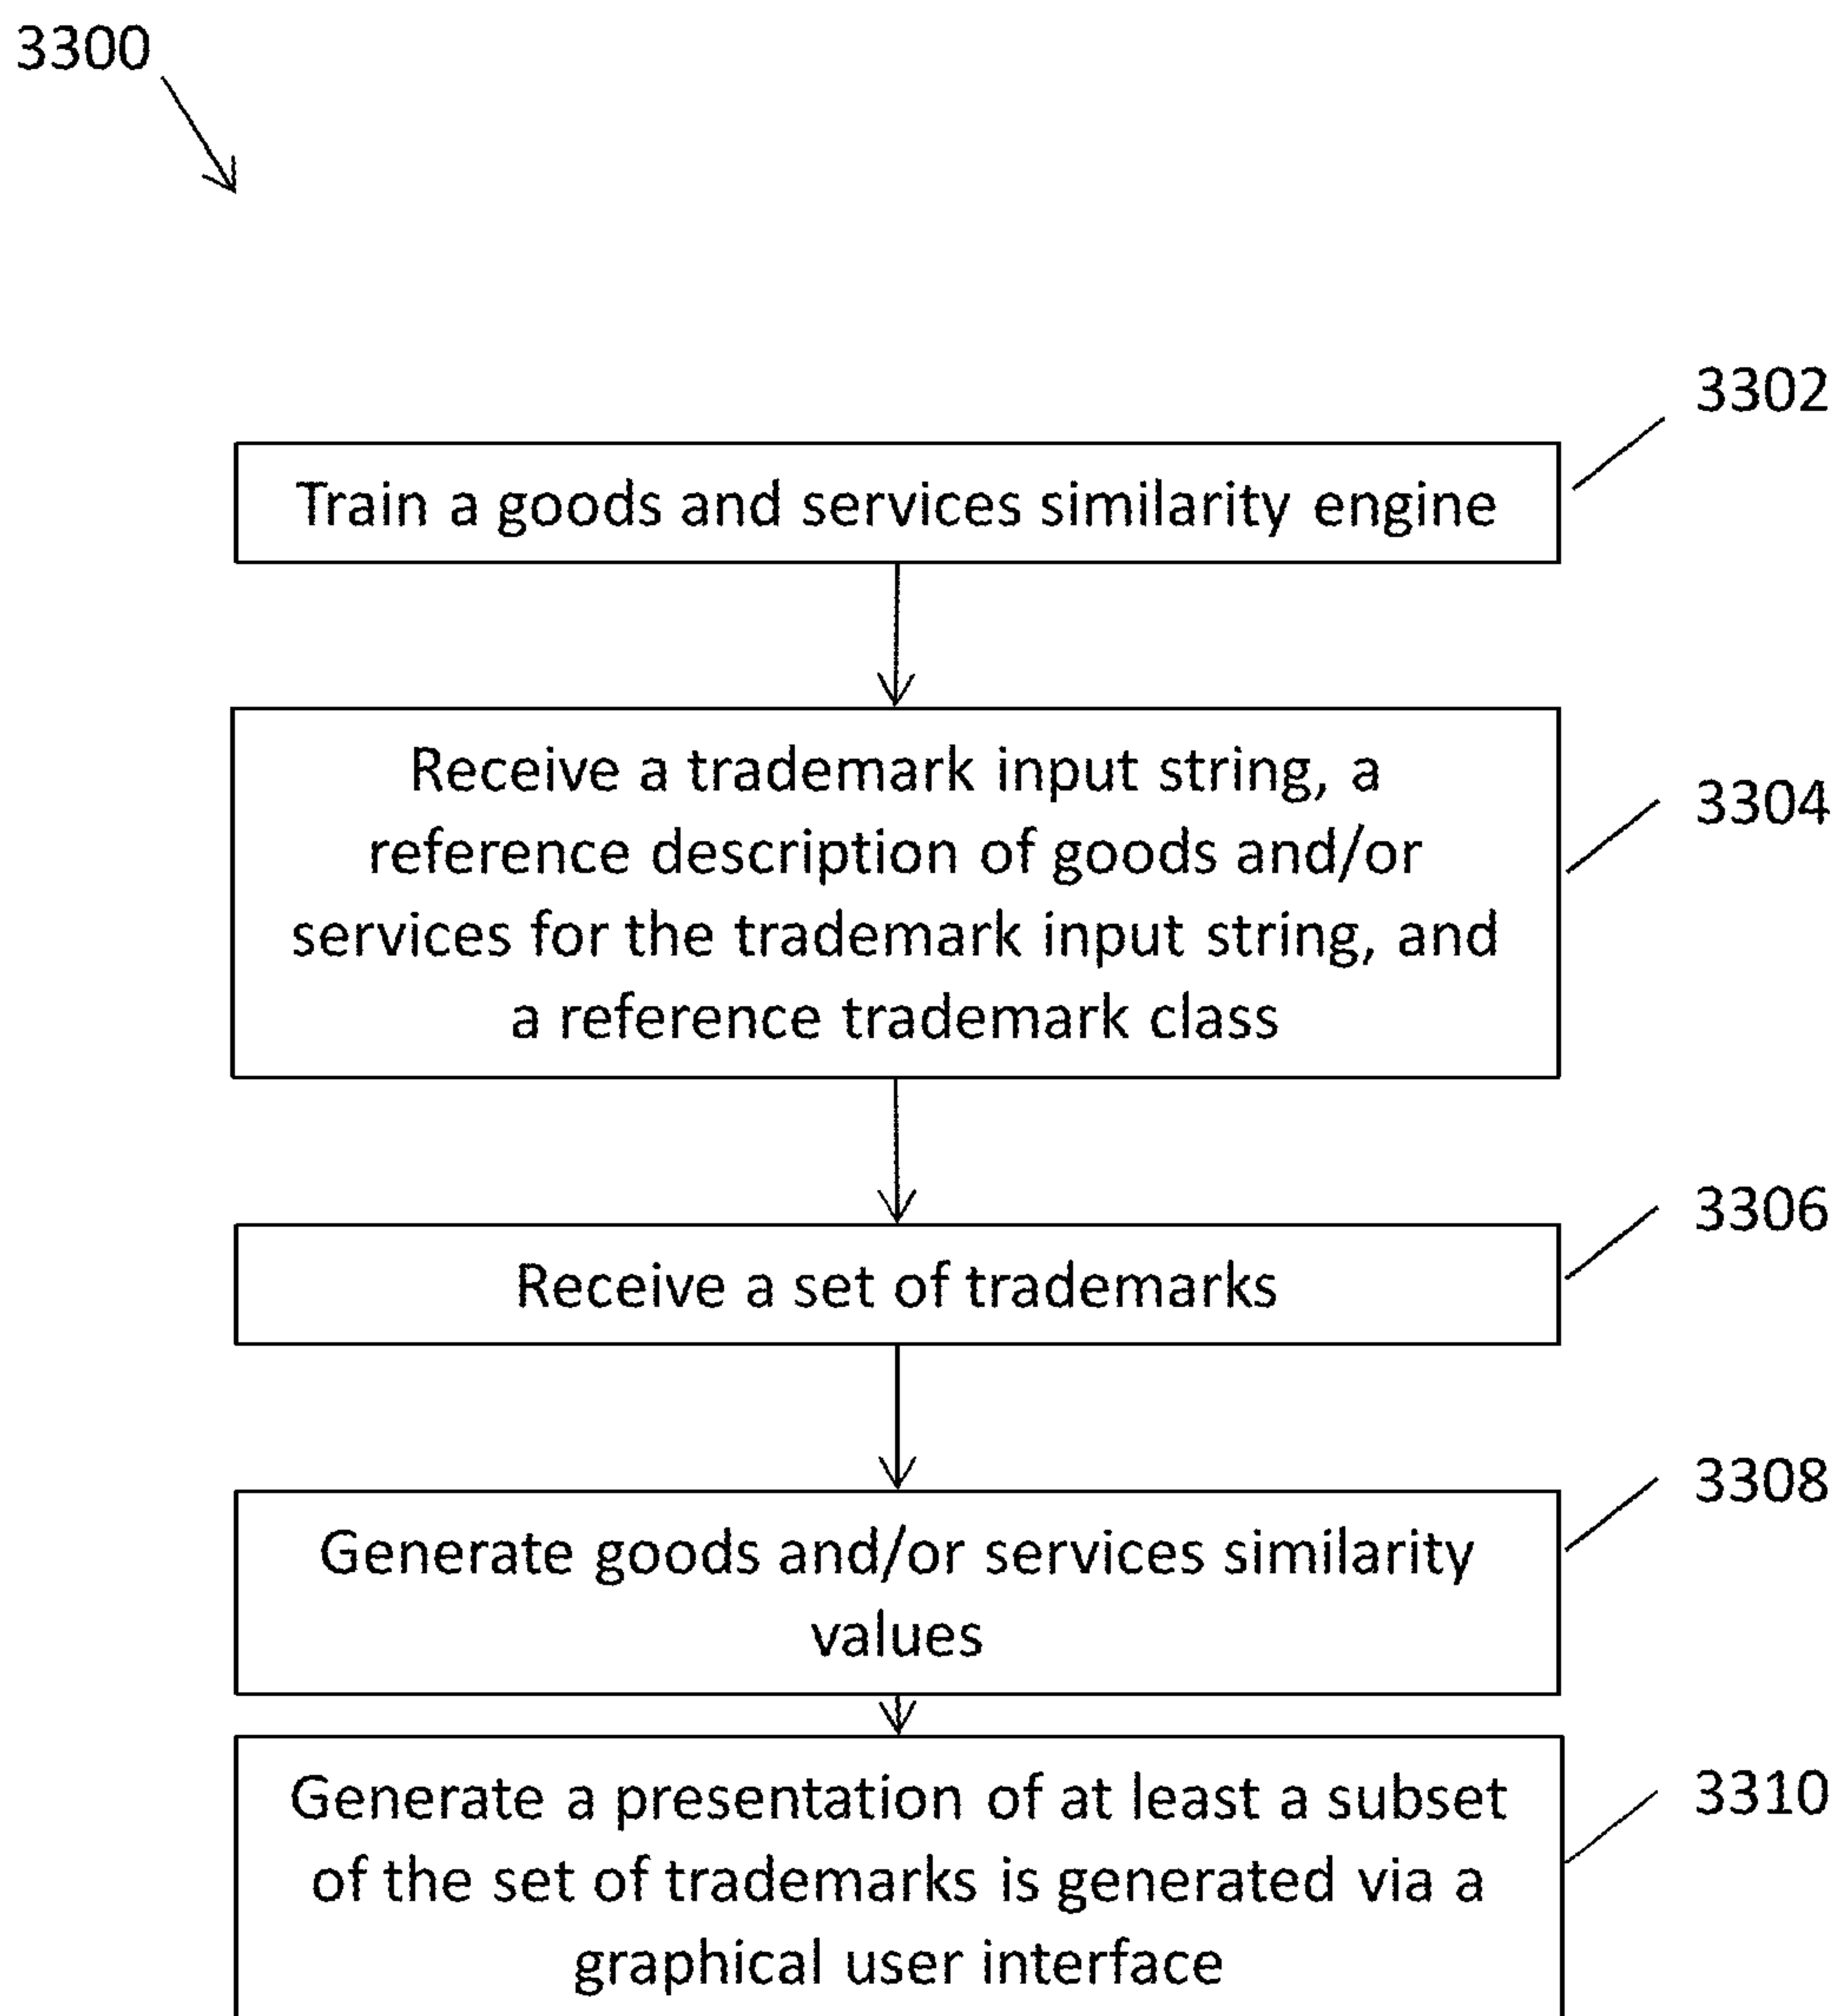 3300
3302
Train a goods and services similarity engine
Receive a trademark input string, a
reference description of goods and/or
services for the trademark input string, and
a reference trademark class
3304
3306
Receive a set of trademarks
3308
Generate goods and/or services similarity
values
Generate a presentation of at least a subset
of the set of trademarks is generated via a
graphical user interface
3310